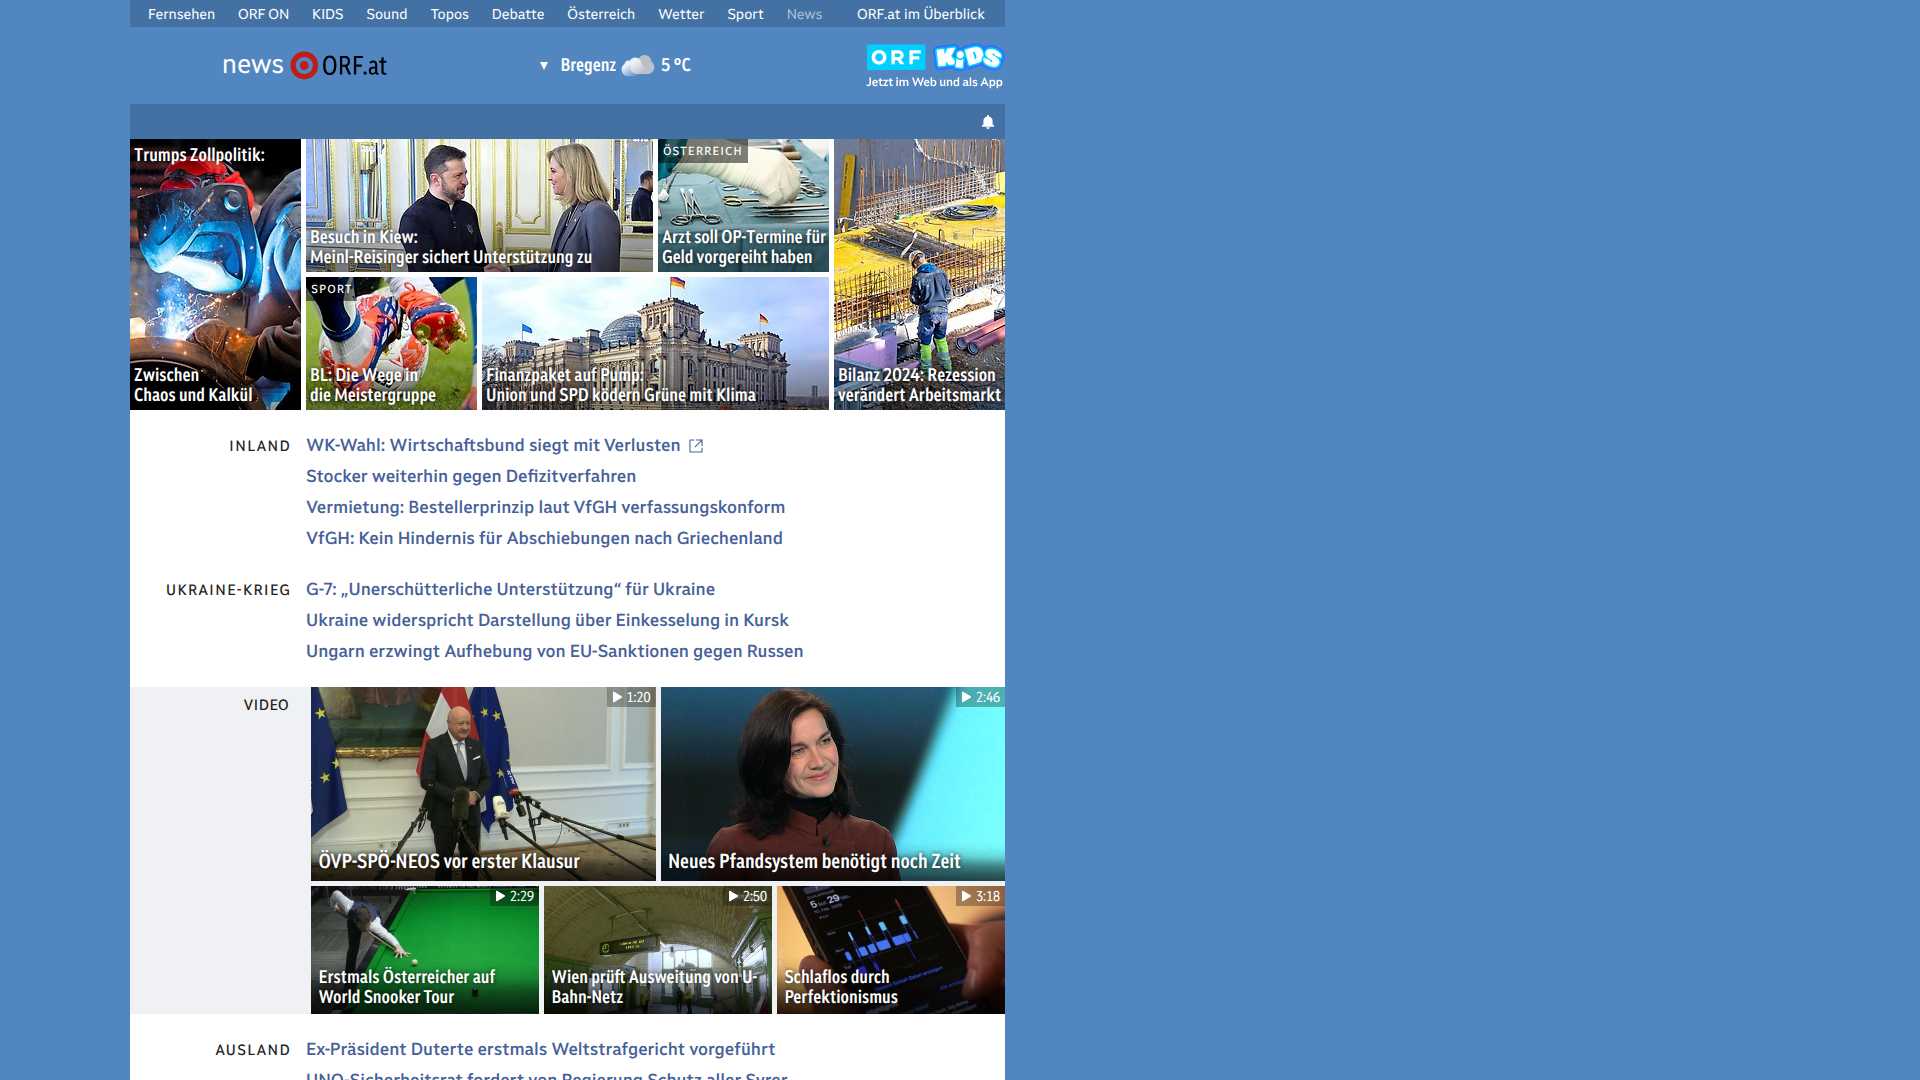 Fernsehen ORF ON KIDS Sound Topos Debatte Österreich Wetter Sport News ORF.at im Überblick
news ORF.at
Bregenz 5 °C
ORF KiDS
Jetzt im Web und als App
Trumps Zollpolitik:
Zwischen
Chaos und Kalkül
Besuch in Kiew:
Meinl-Reisinger sichert Unterstützung zu
ÖSTERREICH
Arzt soll OP-Termine für
Geld vorgereiht haben
SPORT
BL: Die Wege in
die Meistergruppe
Finanzpaket auf Pump:
Union und SPD ködern Grüne mit Klima
Bilanz 2024: Rezession
verändert Arbeitsmarkt
INLAND
WK-Wahl: Wirtschaftsbund siegt mit Verlusten
Stocker weiterhin gegen Defizitverfahren
Vermietung: Bestellerprinzip laut VfGH verfassungskonform
VfGH: Kein Hindernis für Abschiebungen nach Griechenland
UKRAINE-KRIEG
G-7: „Unerschütterliche Unterstützung“ für Ukraine
Ukraine widerspricht Darstellung über Einkesselung in Kursk
Ungarn erzwingt Aufhebung von EU-Sanktionen gegen Russen
VIDEO
1:20
ÖVP-SPÖ-NEOS vor erster Klausur
2:46
Neues Pfandsystem benötigt noch Zeit
2:29
Erstmals Österreicher auf
World Snooker Tour
2:50
Wien prüft Ausweitung von U-
Bahn-Netz
3:18
Schlaflos durch
Perfektionismus
AUSLAND
Ex-Präsident Duterte erstmals Weltstrafgericht vorgeführt
UNO-Sicherheitsrat fordert von Regierung Schutz aller Syrer